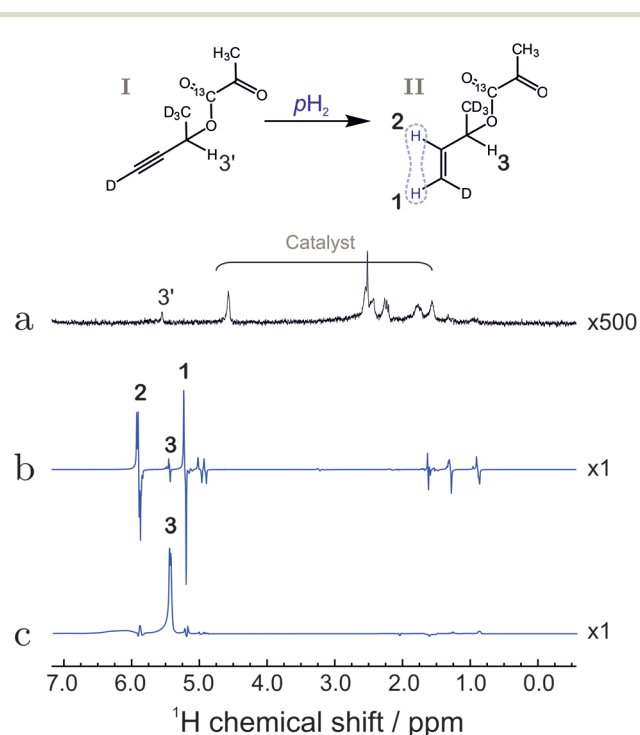 I
H₃C
O
¹³C
O
D₃C
O
H
3'
D
pH₂
II
CH₃
O
¹³C
O
CD₃
O
2
H
H
3
1
H
D
Catalyst
a
3'
x500
b
2
3
1
x1
c
3
x1
7.0 6.0 5.0 4.0 3.0 2.0 1.0 0.0
¹H chemical shift / ppm